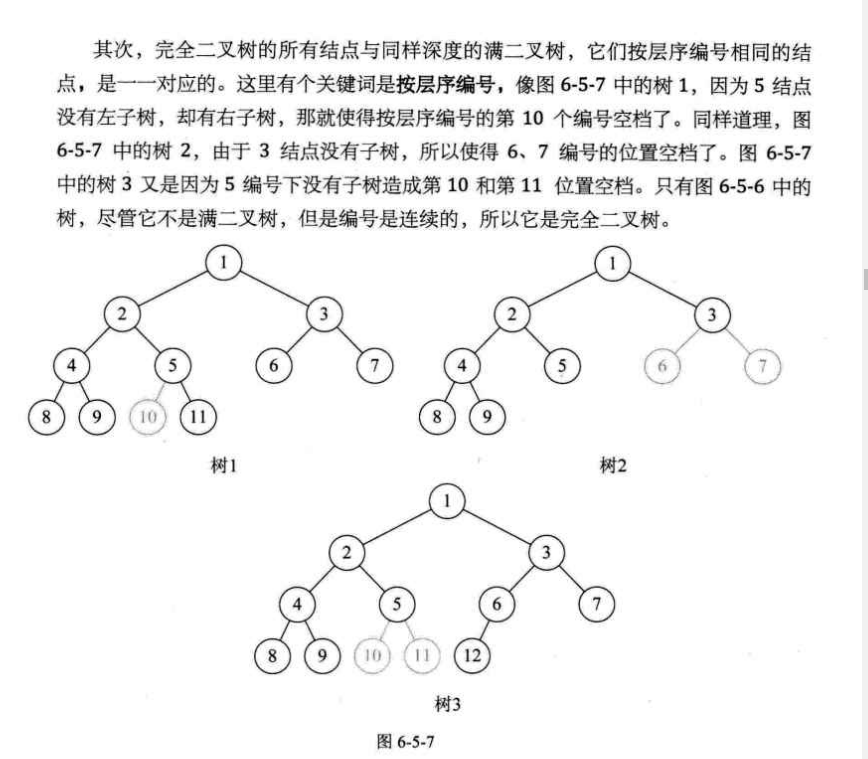 其次，完全二叉树的所有结点与同样深度的满二叉树，它们按层序编号相同的结
点，是一一对应的。这里有个关键词是按层序编号，像图 6-5-7 中的树 1，因为 5 结点
没有左子树，却有右子树，那就使得按层序编号的第 10 个编号空档了。同样道理，图
6-5-7 中的树 2，由于 3 结点没有子树，所以使得 6、7 编号的位置空档了。图 6-5-7
中的树 3 又是因为 5 编号下没有子树造成第 10 和第 11 位置空档。只有图 6-5-6 中的
树，尽管它不是满二叉树，但是编号是连续的，所以它是完全二叉树。
1
2 3
4 5 6 7
8 9 10 11
树1
1
2 3
4 5 6 7
8 9
树2
1
2 3
4 5 6 7
8 9 10 11 12
树3
图 6-5-7